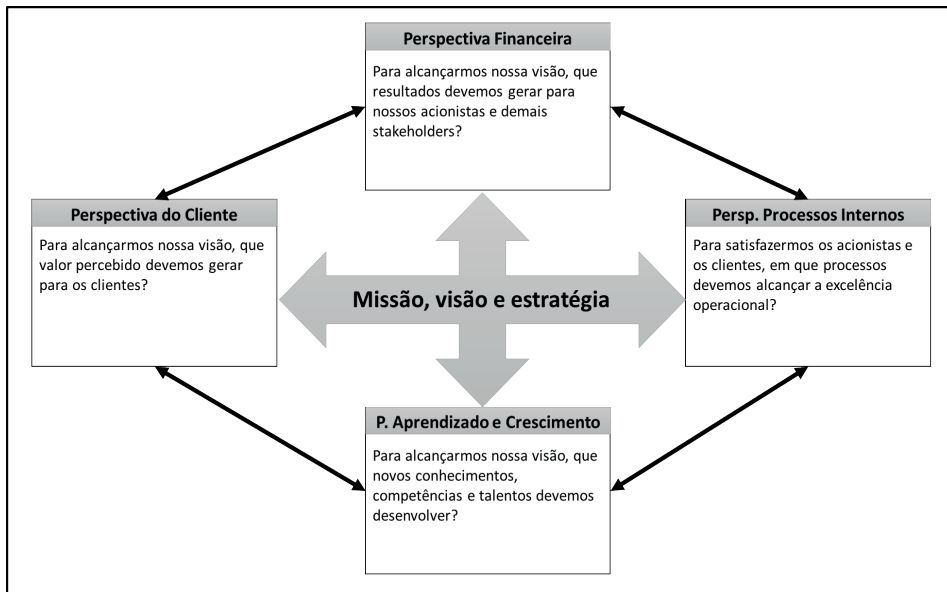 Perspectiva Financeira
Para alcançarmos nossa visão, que
resultados devemos gerar para
nossos acionistas e demais
stakeholders?
Perspectiva do Cliente
Para alcançarmos nossa visão, que
valor percebido devemos gerar
para os clientes?
Missão, visão e estratégia
Persp. Processos Internos
Para satisfazermos os acionistas e
os clientes, em que processos
devemos alcançar a excelência
operacional?
P. Aprendizado e Crescimento
Para alcançarmos nossa visão, que
novos conhecimentos,
competências e talentos devemos
desenvolver?